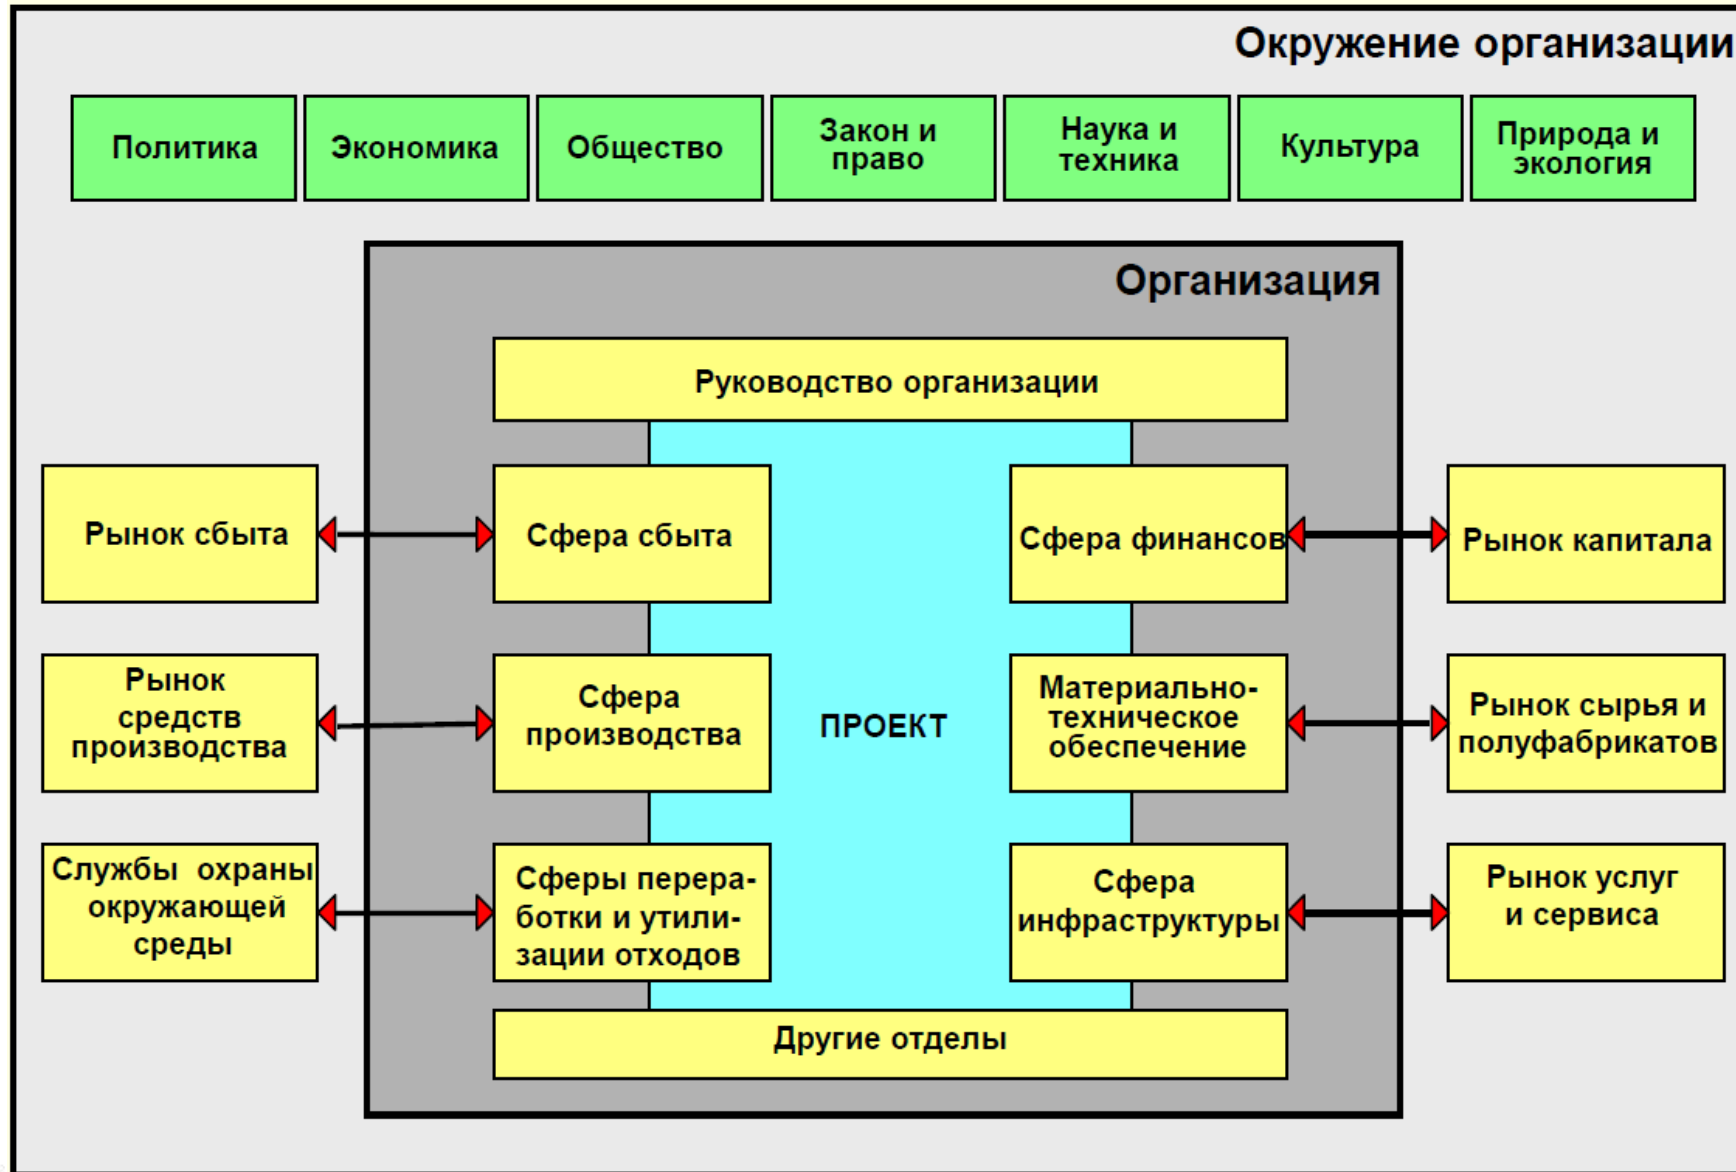 Окружение организации
Политика
Экономика
Общество
Закон и
право
Наука и
техника
Культура
Природа и
экология
Организация
Руководство организации
Рынок сбыта
Сфера сбыта
Сфера финансов
Рынок капитала
Рынок
средств
производства
Сфера
производства
ПРОЕКТ
Материально-
техническое
обеспечение
Рынок сырья и
полуфабрикатов
Службы охраны
окружающей
среды
Сферы перера-
ботки и утили-
зации отходов
Сфера
инфраструктуры
Рынок услуг
и сервиса
Другие отделы